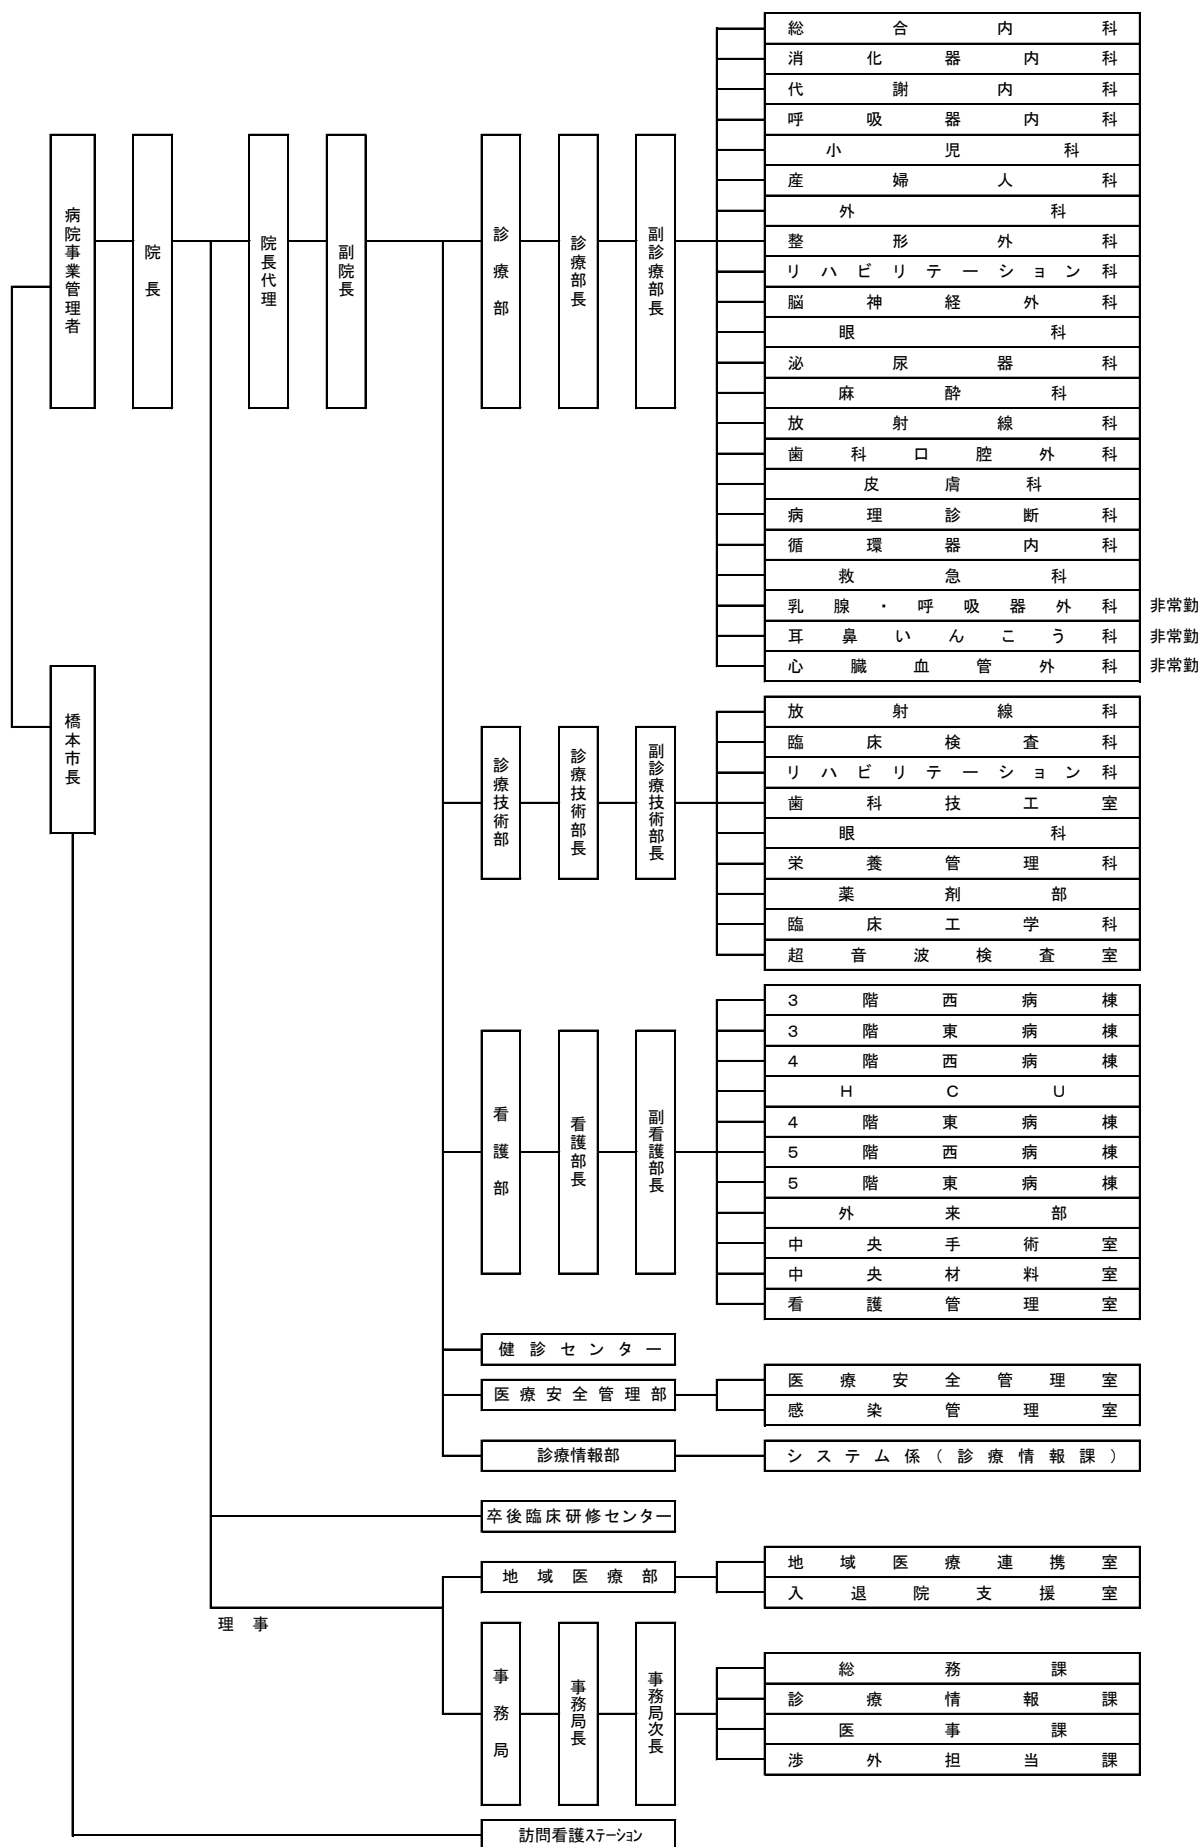 病院事業管理者
院長
院長代理
副院長
診療部
診療部長
副診療部長
総合内科
消化器内科
代謝内科
呼吸器内科
小児科
産婦人科
外科
整形外科
リハビリテーション科
脳神経外科
眼科
泌尿器科
麻酔科
放射線科
歯科口腔外科
皮膚科
病理診断科
循環器内科
救急科
乳腺・呼吸器外科 非常勤
耳鼻いんこう科 非常勤
心臓血管外科 非常勤
橋本市長
診療技術部
診療技術部長
副診療技術部長
放射線科
臨床検査科
リハビリテーション科
歯科技工室
眼科
栄養管理科
薬剤部
臨床工学科
超音波検査室
看護部
看護部長
副看護部長
3階西病棟
3階東病棟
4階西病棟
HCU
4階東病棟
5階西病棟
5階東病棟
外来部
中央手術室
中央材料室
看護管理室
健診センター
医療安全管理部
医療安全管理室
感染管理室
診療情報部
システム係(診療情報課)
卒後臨床研修センター
理事
地域医療部
地域医療連携室
入退院支援室
事務局
事務局長
事務局次長
総務課
診療情報課
医事課
渉外担当課
訪問看護ステーション